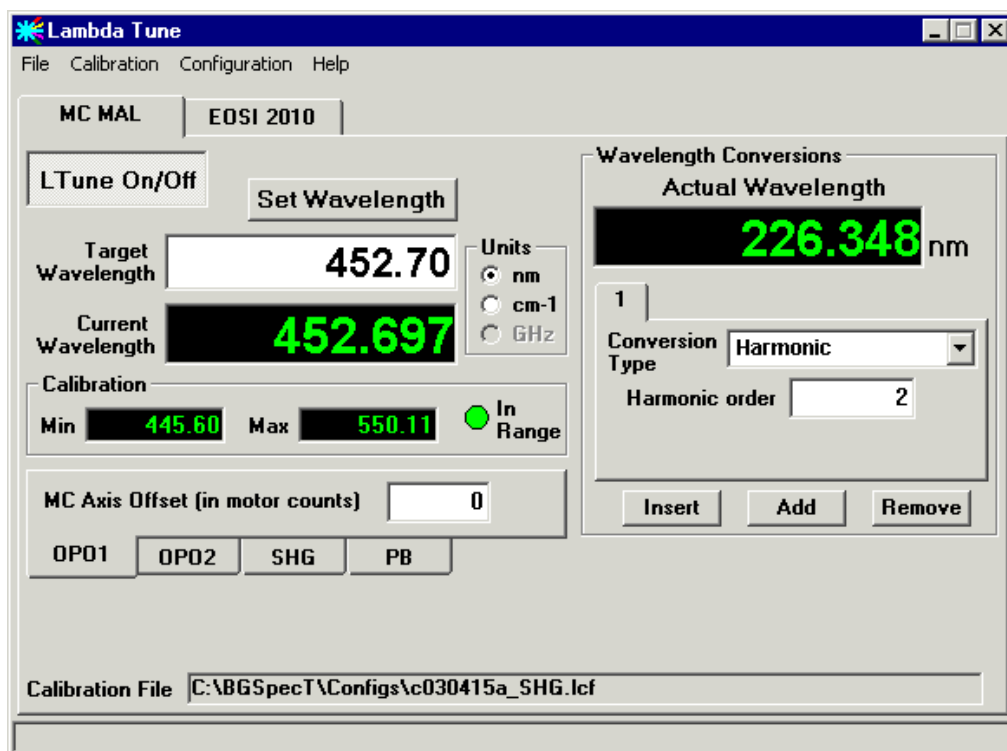 Lambda Tune
File Calibration Configuration Help
MC MAL EOSI 2010
LTune On/Off
Set Wavelength
Target
Wavelength
452.70
Current
Wavelength
452.697
Units
nm
cm-1
GHz
Calibration
Min 445.60 Max 550.11
In
Range
MC Axis Offset (in motor counts) 0
OPO1 OPO2 SHG PB
Wavelength Conversions
Actual Wavelength
226.348 nm
1
Conversion
Type
Harmonic
Harmonic order 2
Insert Add Remove
Calibration File C:\BGSpecT\Configs\c030415a_SHG.lcf